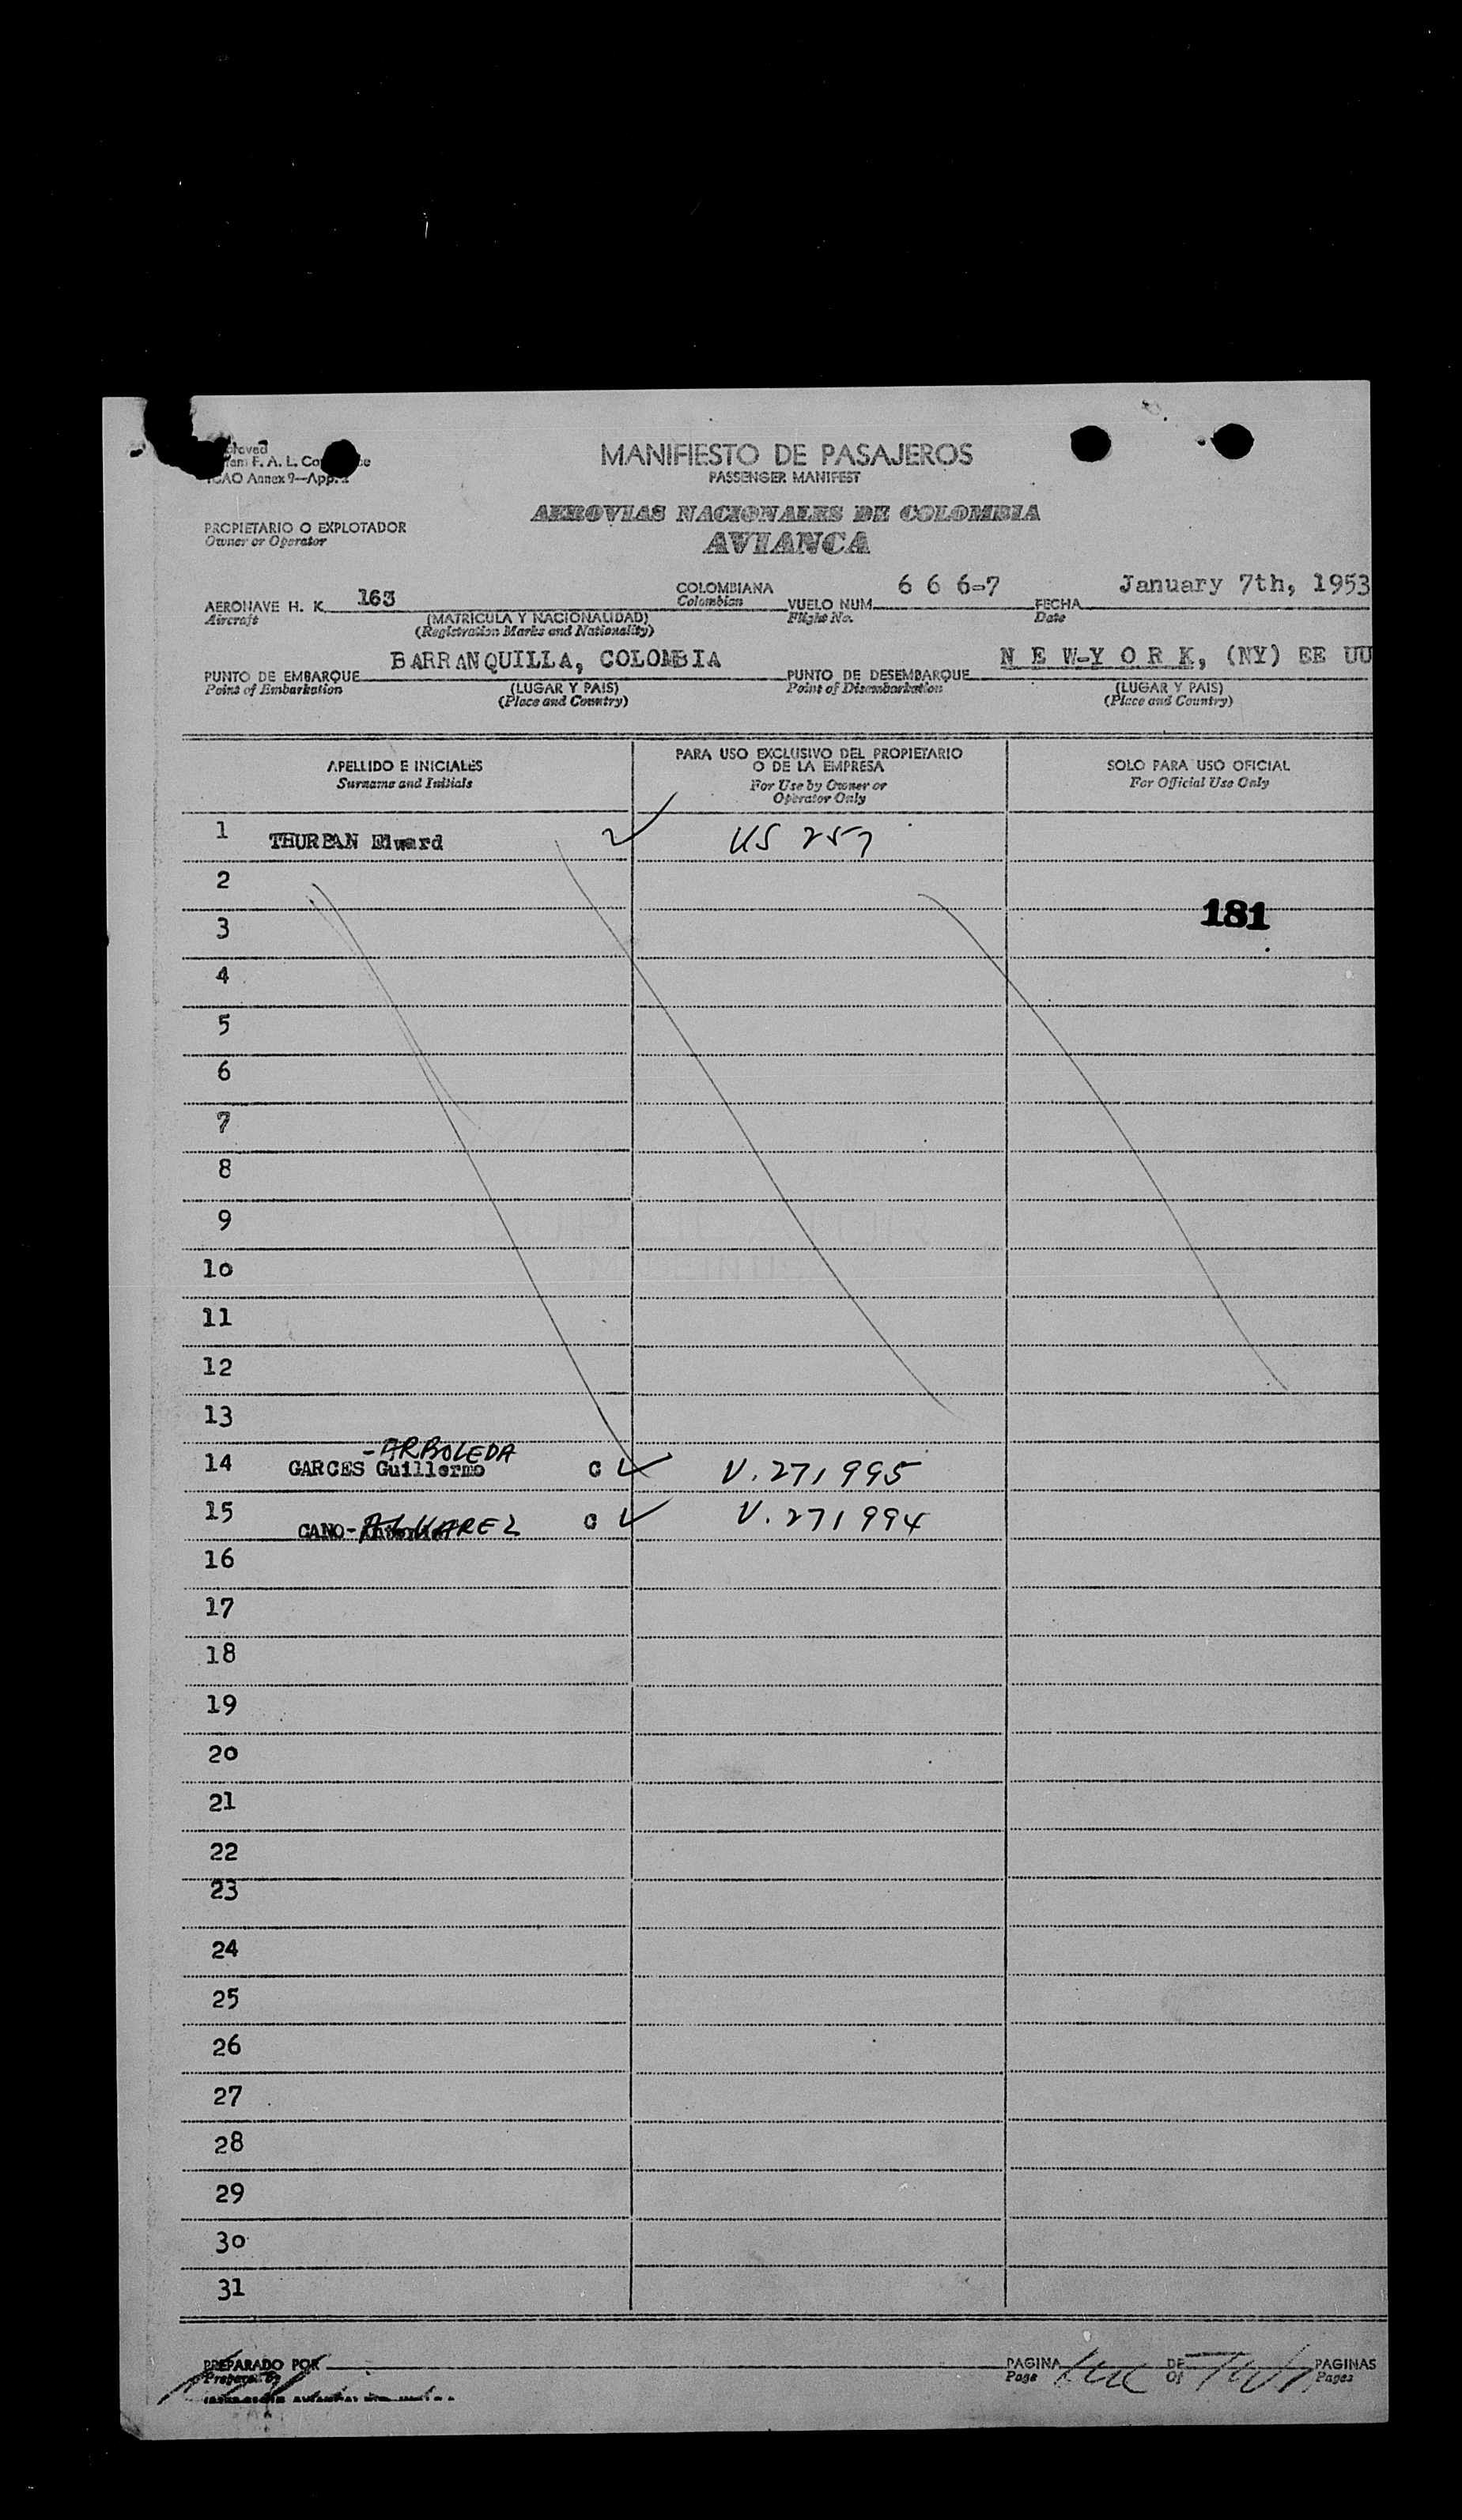 MANIFIESTO DE PASAJEROS
PASSENGER MANIFEST
F. A. L.
ICAO Annex 9—App. 2
AEROVIAS NACIONALES DE COLOMBIA
AVIANCA
PROPIETARIO O EXPLOTADOR
Owner or Operator
AERONAVE H. K. 163 COLOMBIANA VUELO NUM. 6 6 6-7 FECHA January 7th, 1953
Aircraft (MATRICULA Y NACIONALIDAD) Colombian Flight No. Date
(Registration Marks and Nationality)
PUNTO DE EMBARQUE BARRANQUILLA, COLOMBIA PUNTO DE DESEMBARQUE N E W-Y O R K, (NY) EE UU
Point of Embarkation (LUGAR Y PAIS) Point of Disembarkation (LUGAR Y PAIS)
(Place and Country) (Place and Country)
APELLIDO E INICIALES PARA USO EXCLUSIVO DEL PROPIETARIO O DE LA EMPRESA SOLO PARA USO OFICIAL
Surname and Initials For Use by Owner or Operator Only For Official Use Only
1 THURBAN Edward US 257
2
3 181
4
5
6
7
8
9
10
11
12
13
-ARBOLEDA
14 GARCES Guillermo C V. 271995
15 CANO-ALVAREZ C V. 271994
16
17
18
19
20
21
22
23
24
25
26
27
28
29
30
31
PREPARADO POR PAGINA DE PAGINAS
Prepared By Page Of Pages